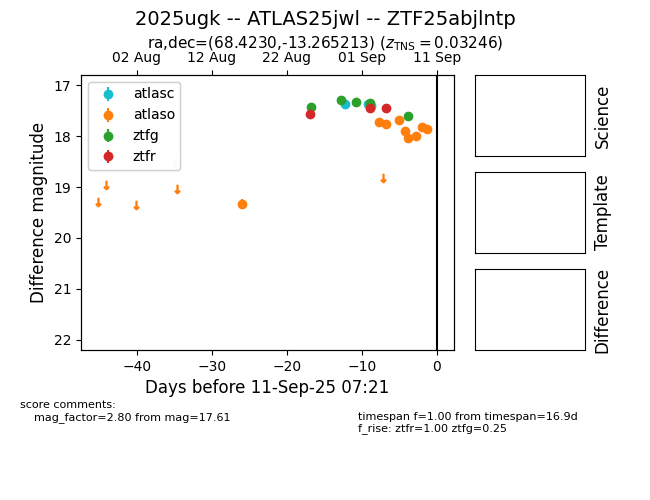 2025ugk -- ATLAS25jwl -- ZTF25abjlntp
ra,dec=(68.4230,-13.265213) (z_TNS = 0.03246)
02 Aug 12 Aug 22 Aug 01 Sep 11 Sep
17
18
19
20
21
22
Difference magnitude
atlasc
atlaso
ztfg
ztfr
−40 −30 −20 −10 0
Days before 11-Sep-25 07:21
Science
Template
Difference
score comments:
mag_factor=2.80 from mag=17.61
timespan f=1.00 from timespan=16.9d
f_rise: ztfr=1.00 ztfg=0.25